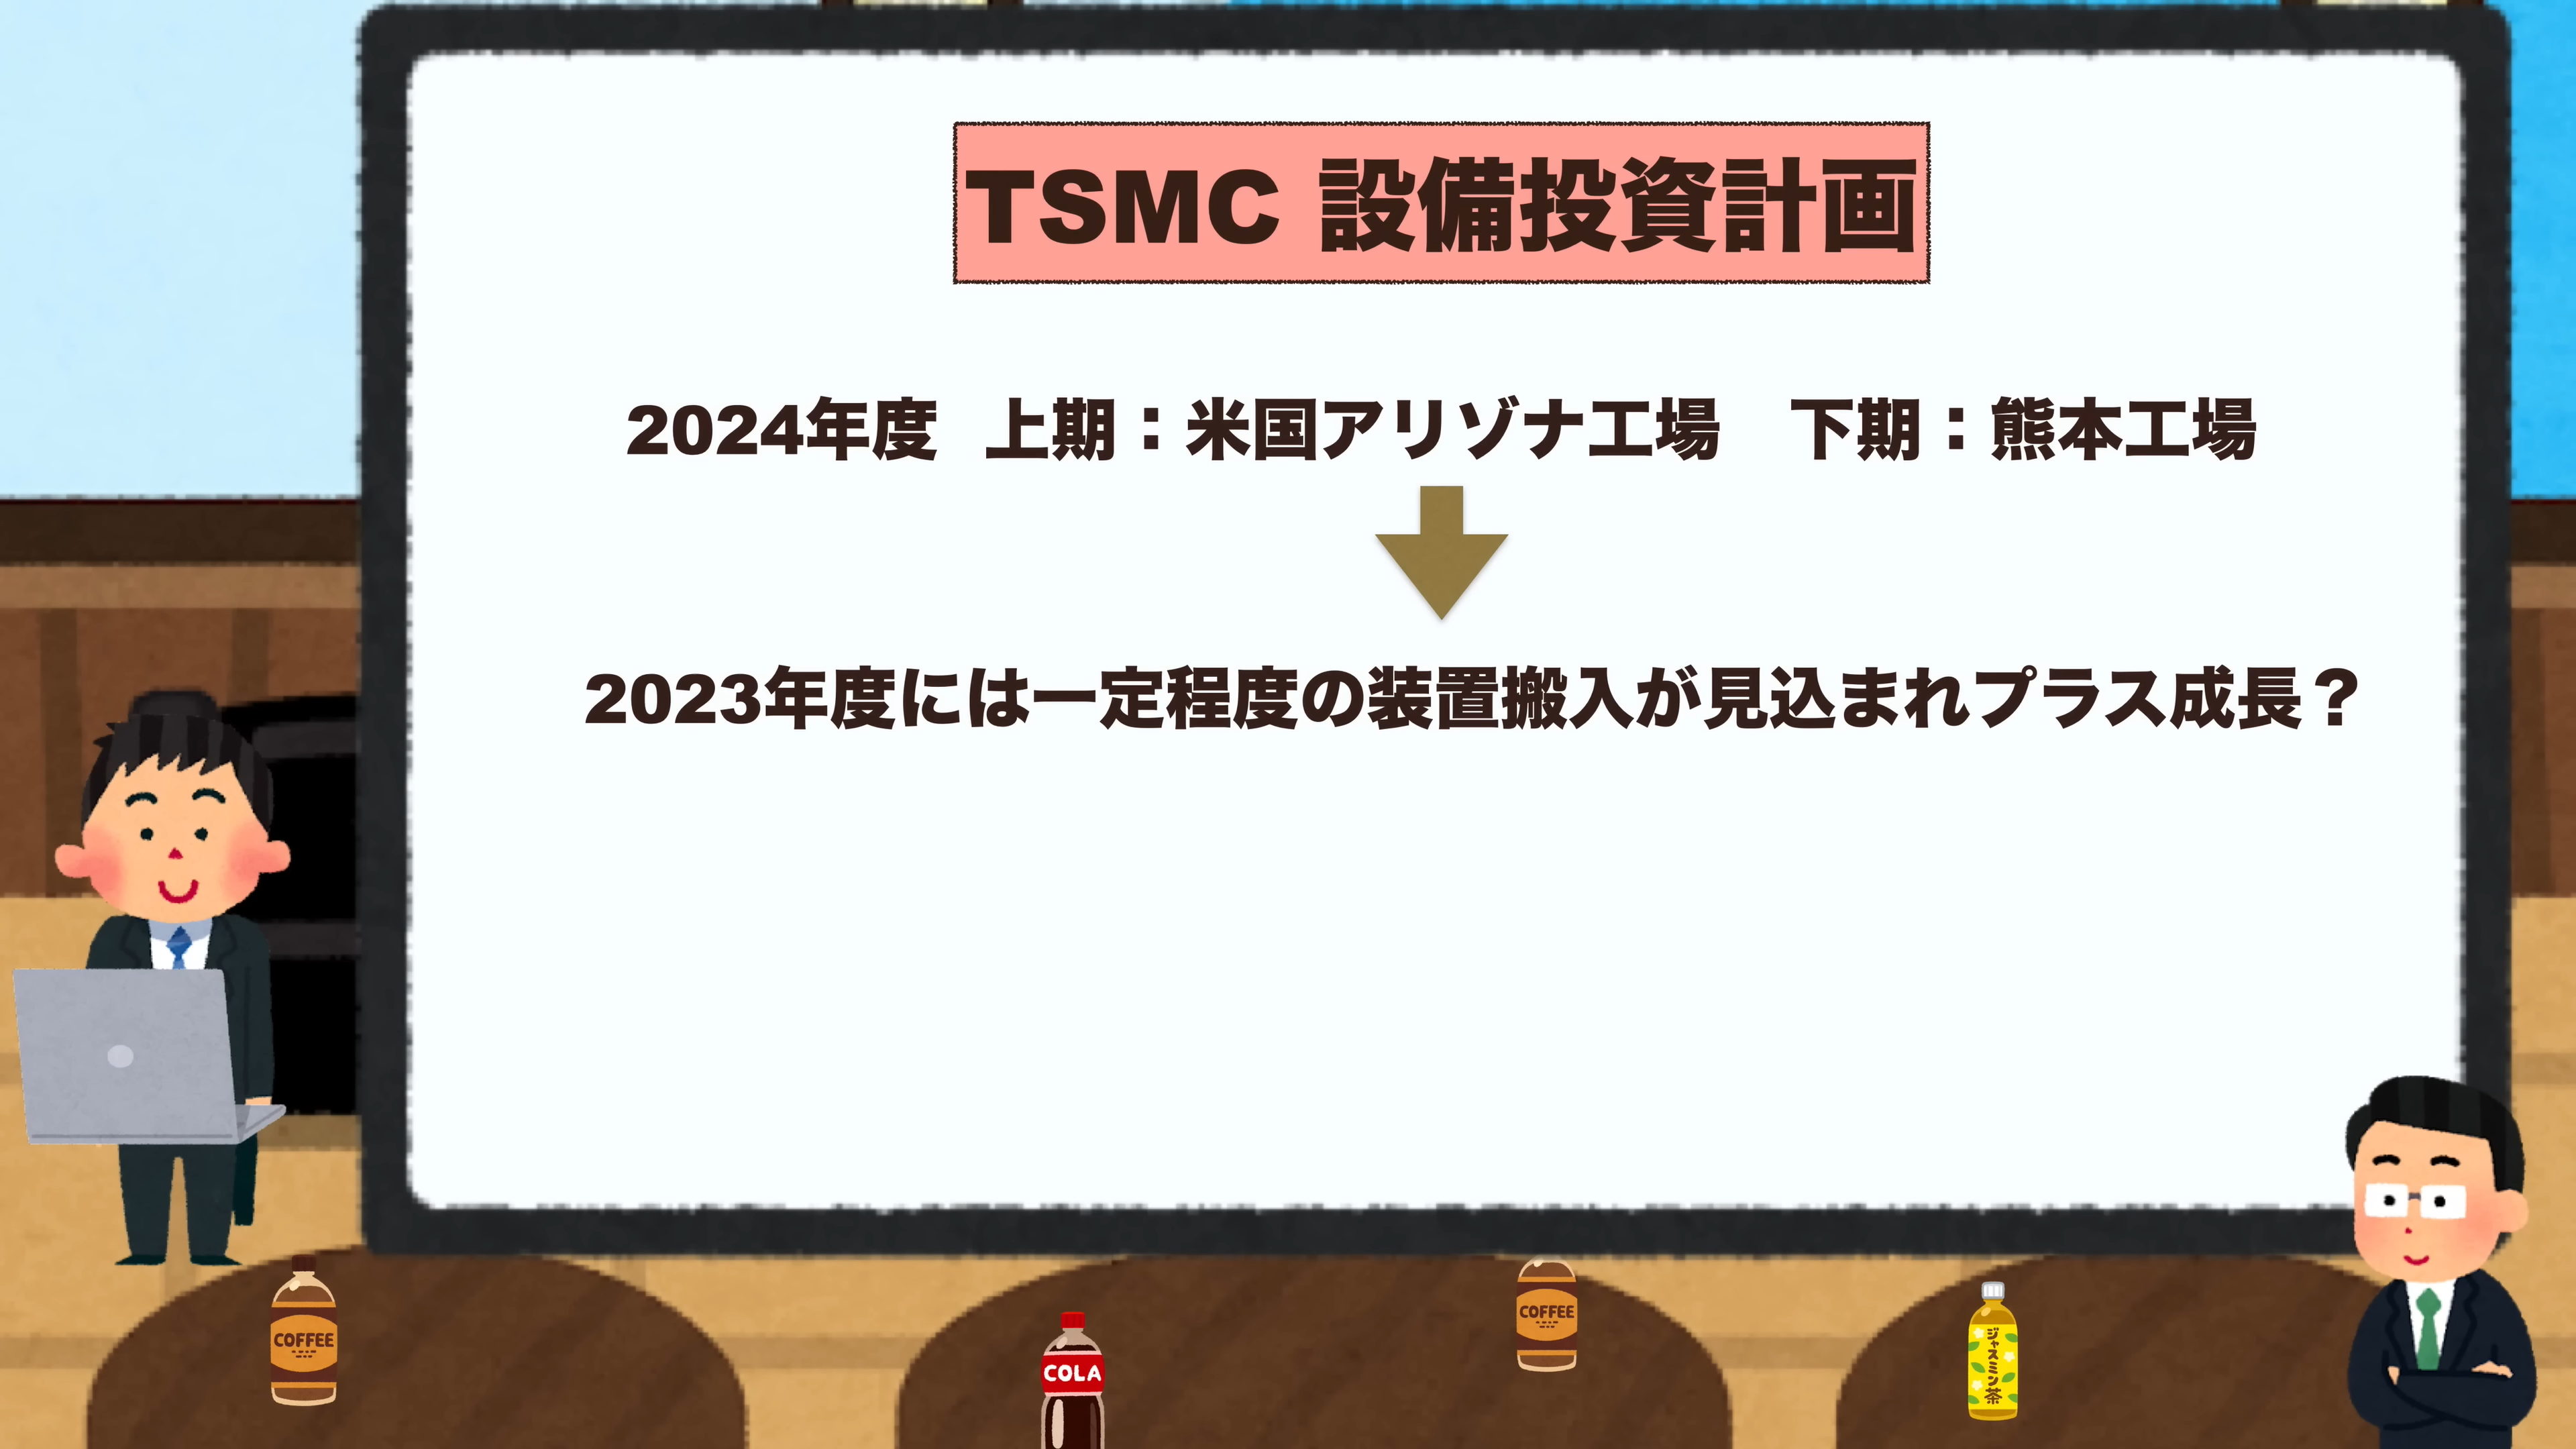 TSMC 設備投資計画
2024年度 上期：米国アリゾナ工場　下期：熊本工場
2023年度には一定程度の装置搬入が見込まれプラス成長？
COFFEE
COLA
COFFEE
ジャスミン茶